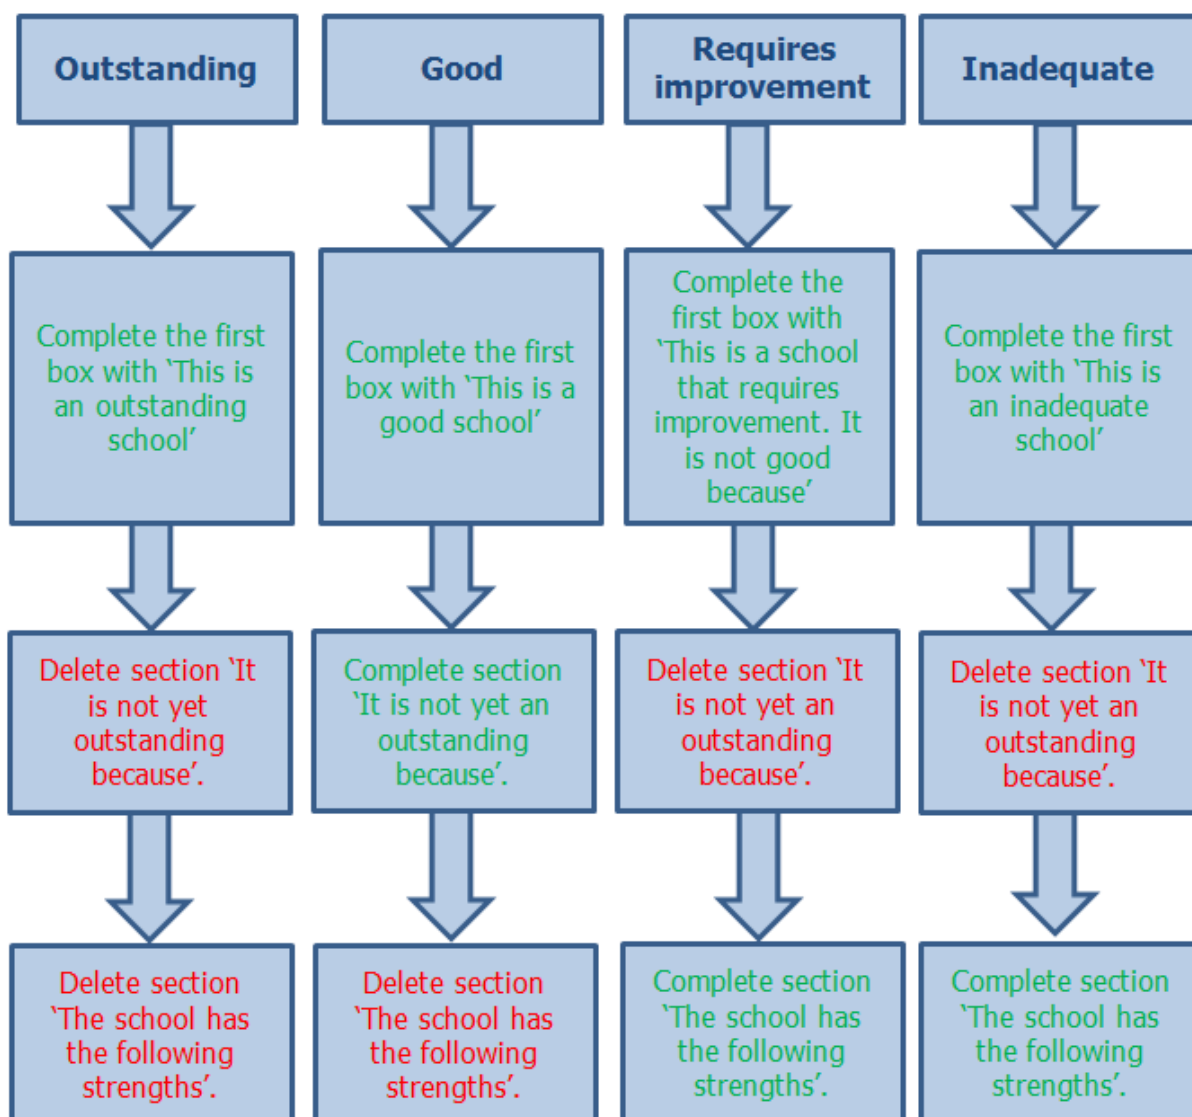 Outstanding
Good
Requires
improvement
Inadequate
Complete the first
box with ‘This is
an outstanding
school’
Complete the first
box with ‘This is a
good school’
Complete the
first box with
‘This is a school
that requires
improvement. It
is not good
because’
Complete the first
box with ‘This is
an inadequate
school’
Delete section ‘It
is not yet
outstanding
because’.
Complete section
‘It is not yet an
outstanding
because’.
Delete section ‘It
is not yet an
outstanding
because’.
Delete section ‘It
is not yet an
outstanding
because’.
Delete section
‘The school has
the following
strengths’.
Delete section
‘The school has
the following
strengths’.
Complete section
‘The school has
the following
strengths’.
Complete section
‘The school has
the following
strengths’.